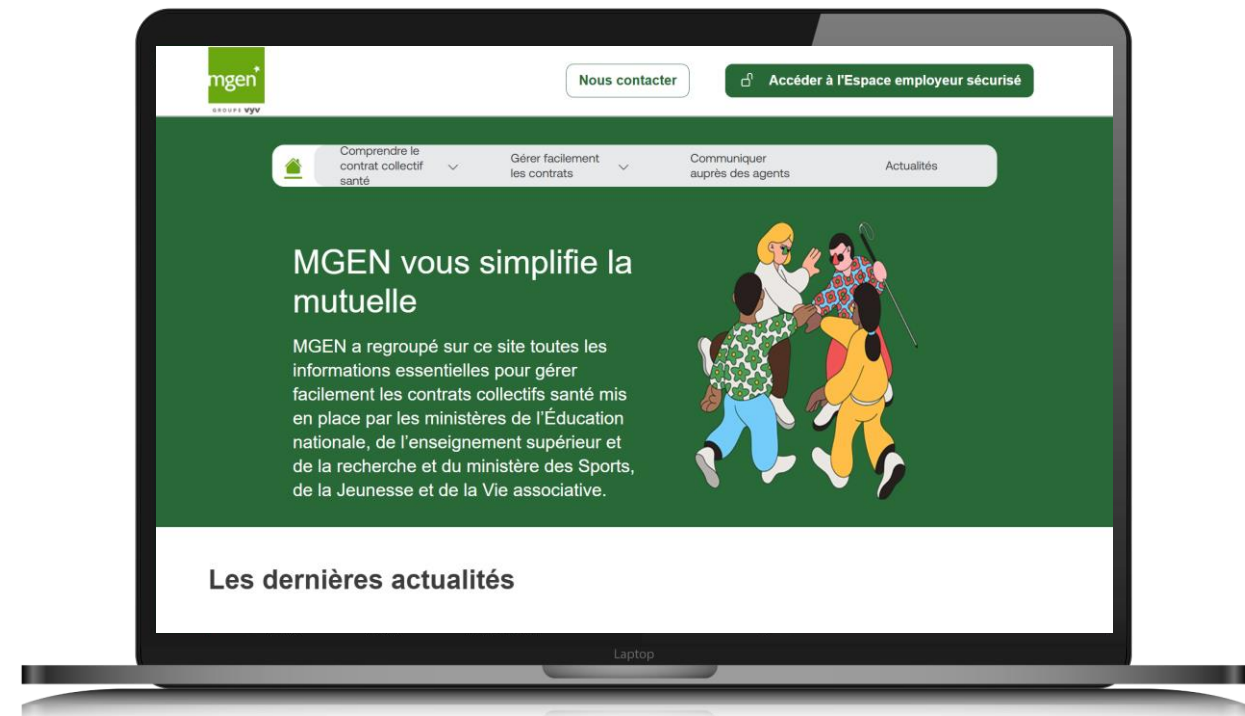 mgen
GROUPE vyv
Nous contacter
Accéder à l'Espace employeur sécurisé
Comprendre le
contrat collectif
santé
Gérer facilement
les contrats
Communiquer
auprès des agents
Actualités
MGEN vous simplifie la
mutuelle
MGEN a regroupé sur ce site toutes les
informations essentielles pour gérer
facilement les contrats collectifs santé mis
en place par les ministères de l'Éducation
nationale, de l'enseignement supérieur et
de la recherche et du ministère des Sports,
de la Jeunesse et de la Vie associative.
Les dernières actualités
Laptop